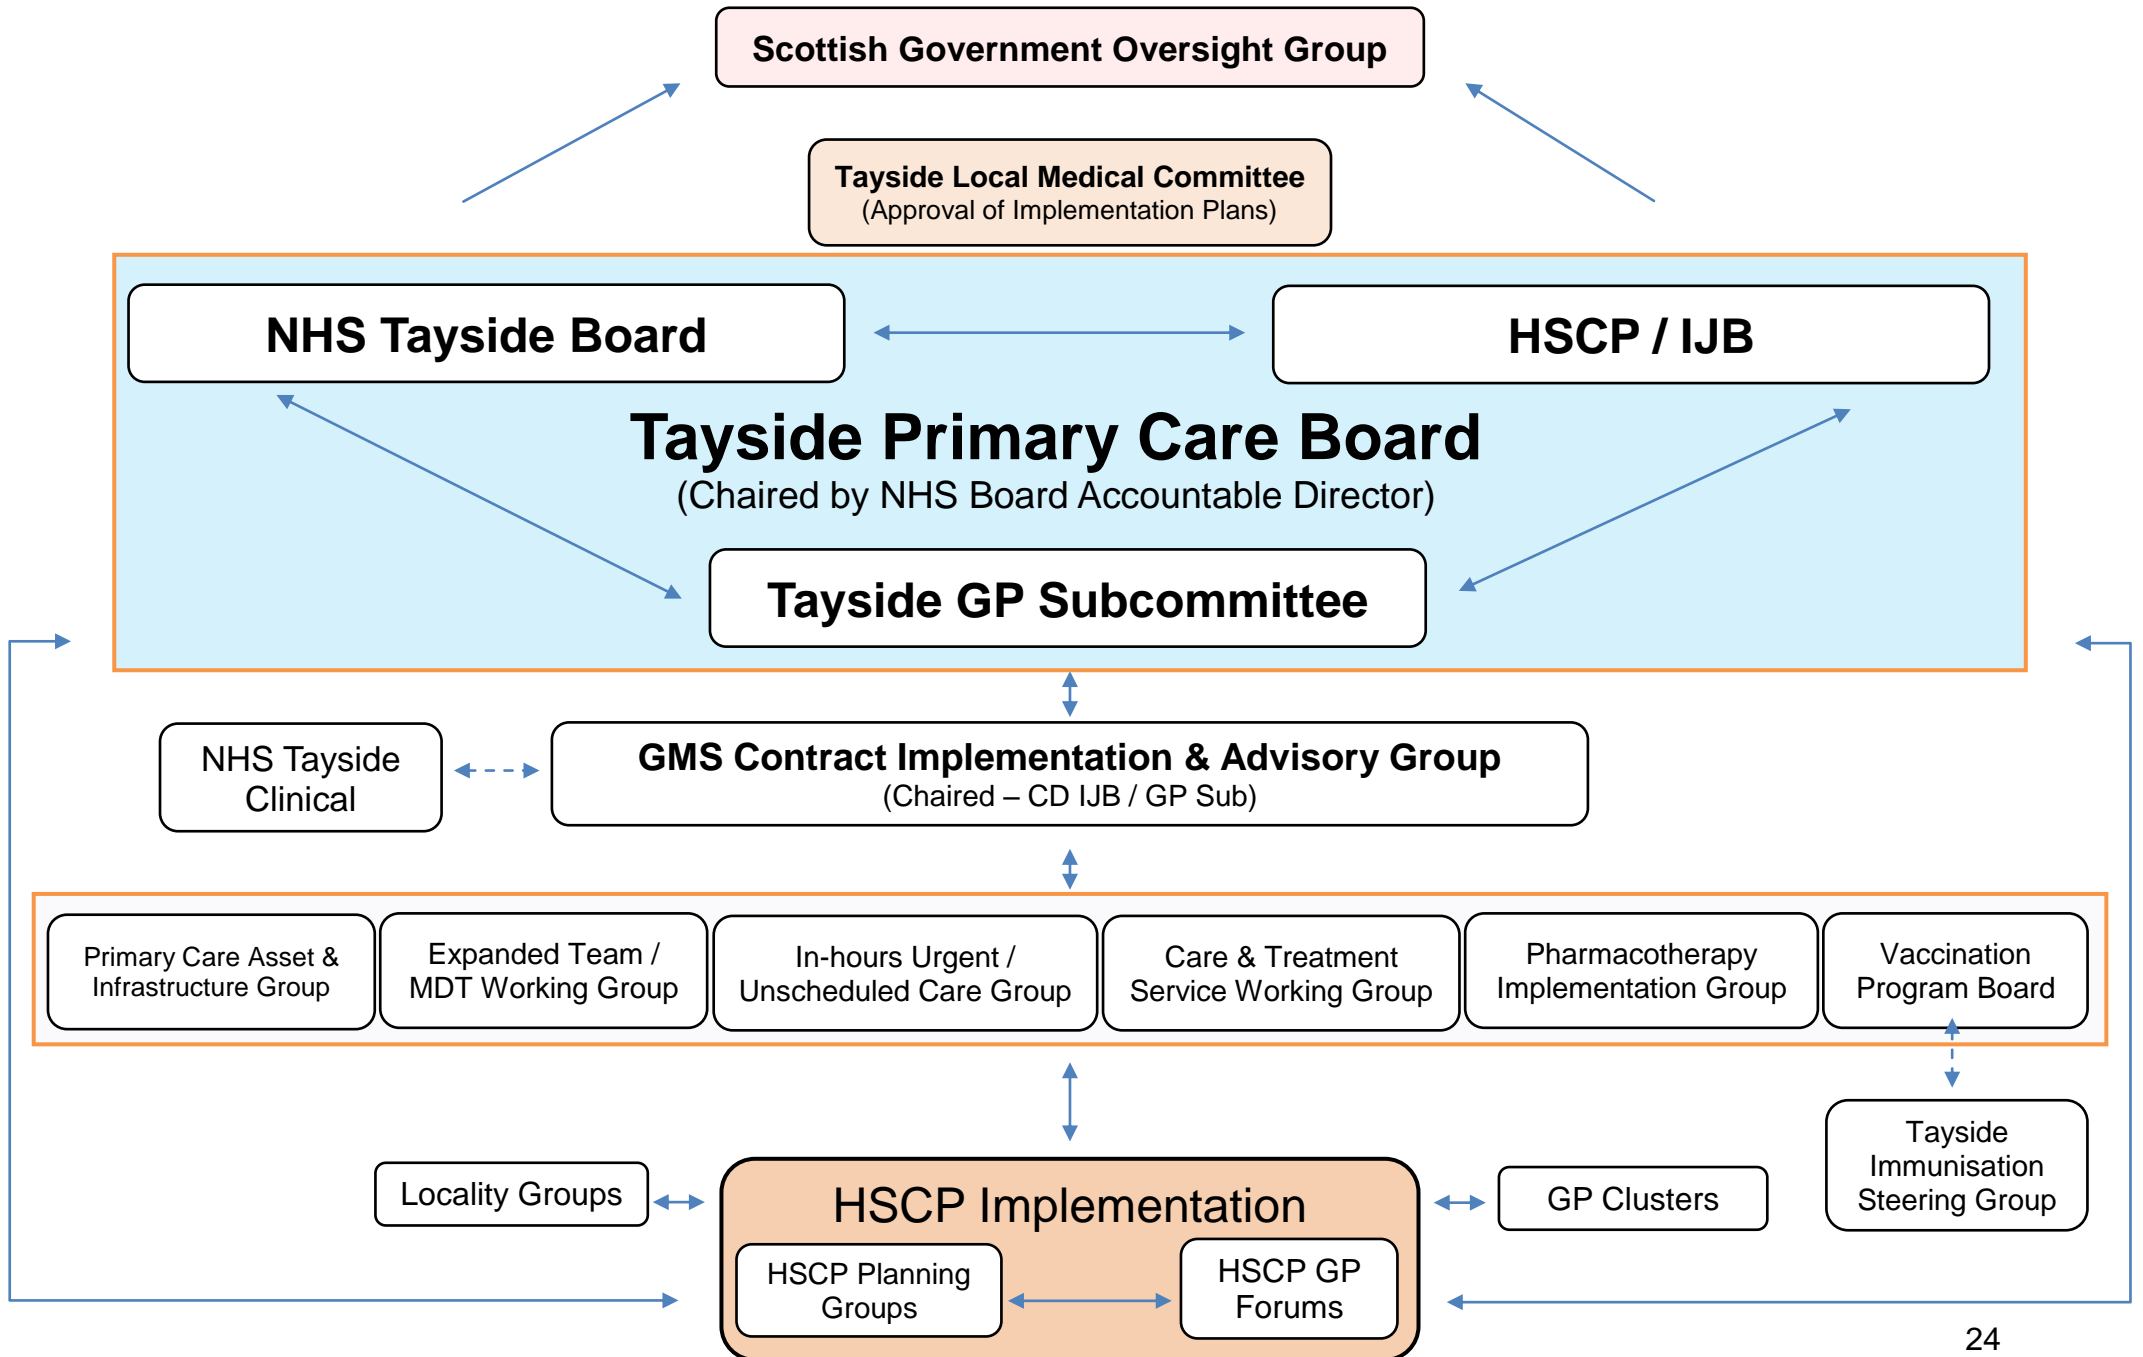 Scottish Government Oversight Group
Tayside Local Medical Committee
(Approval of Implementation Plans)
NHS Tayside Board
HSCP / IJB
Tayside Primary Care Board
(Chaired by NHS Board Accountable Director)
Tayside GP Subcommittee
NHS Tayside
Clinical
GMS Contract Implementation & Advisory Group
(Chaired – CD IJB / GP Sub)
Primary Care Asset &
Infrastructure Group
Expanded Team /
MDT Working Group
In-hours Urgent /
Unscheduled Care Group
Care & Treatment
Service Working Group
Pharmacotherapy
Implementation Group
Vaccination
Program Board
Tayside
Immunisation
Steering Group
Locality Groups
HSCP Implementation
GP Clusters
HSCP Planning
Groups
HSCP GP
Forums
24